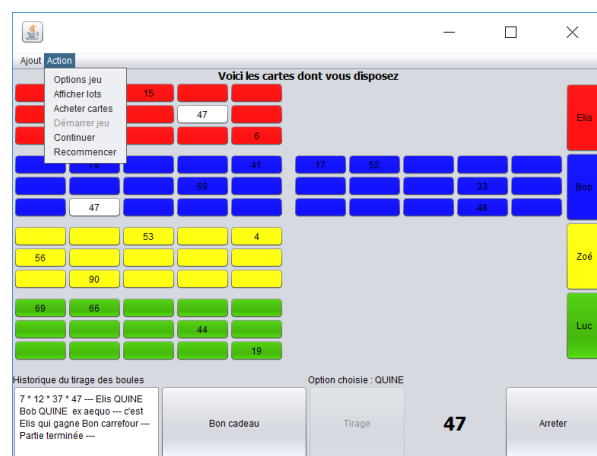 Ajout Action
Options jeu
Afficher lots
Acheter cartes
Démarrer jeu
Continuer
Recommencer
Voici les cartes dont vous disposez
15
47
6
Elis
74 41 17 52
69 33
47 48
Bob
53 4
56
90
Zoé
69 66
44
19
Luc
Historique du tirage des boules
Option choisie : QUINE
7 * 12 * 37 * 47 --- Elis QUINE
Bob QUINE ex aequo --- c'est
Elis qui gagne Bon carrefour ---
Partie terminée ---
Bon cadeau
Tirage
47
Arreter